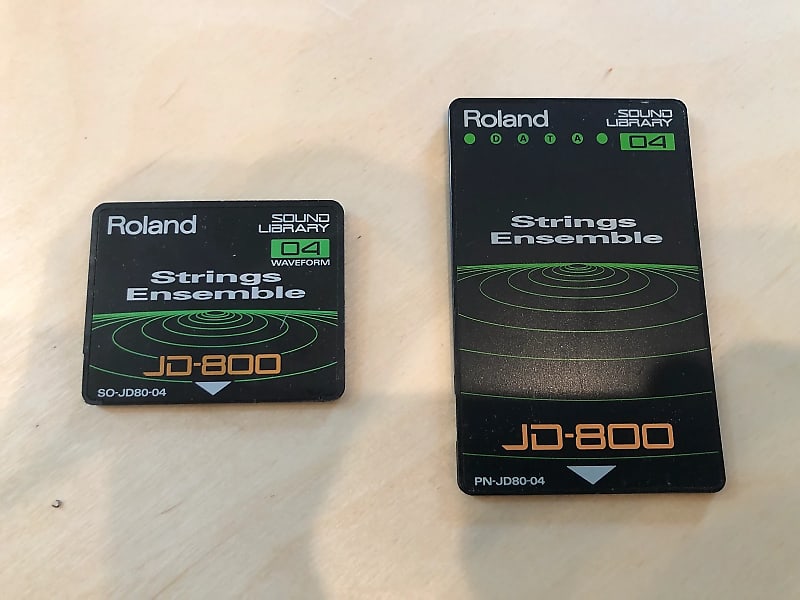 Roland
SOUND
LIBRARY
04
WAVEFORM
Strings
Ensemble
JD-800
SO-JD80-04
Roland
SOUND
LIBRARY
DATA
04
Strings
Ensemble
JD-800
PN-JD80-04